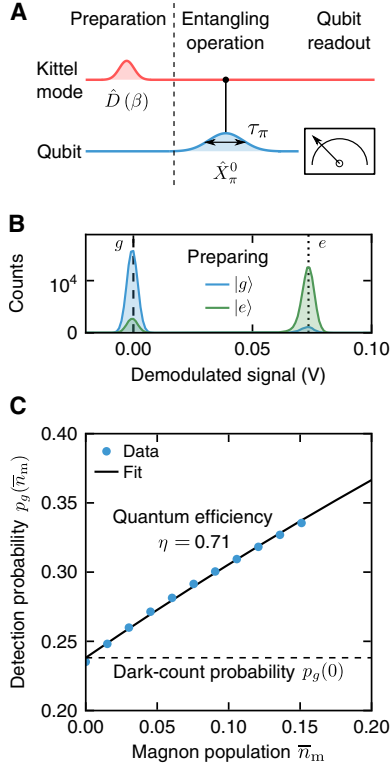 A
Preparation
Entangling operation
Qubit readout
Kittel mode
D̂ (β)
τπ
Qubit
X̂π⁰
B
g
e
Preparing
|g⟩
|e⟩
Counts
10⁴
0
0.00
0.05
0.10
Demodulated signal (V)
C
0.40
Data
Fit
0.35
Quantum efficiency
η = 0.71
Detection probability pg(n̅m)
0.30
0.25
Dark-count probability pg(0)
0.20
0.00
0.05
0.10
0.15
0.20
Magnon population n̅m